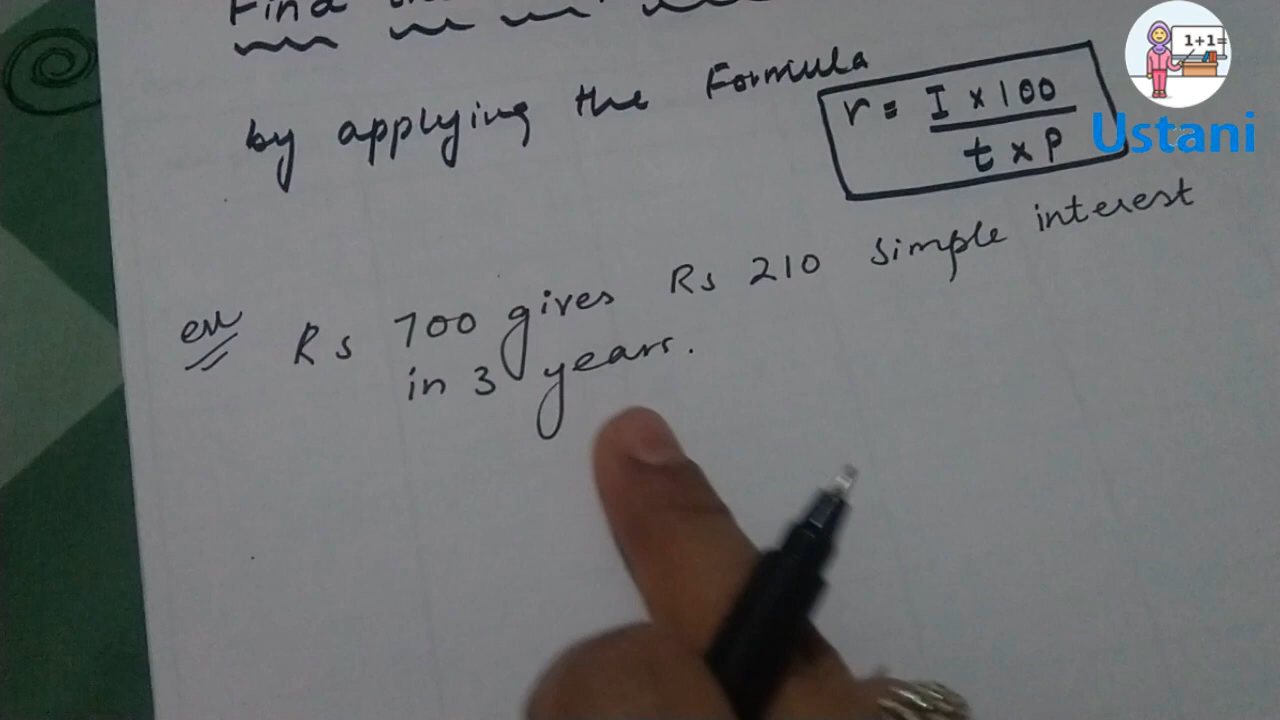 Find
by applying the Formula
r = I × 100
t × P
1+1=
Ustani
ex Rs 700 gives Rs 210 simple interest
in 3 years.